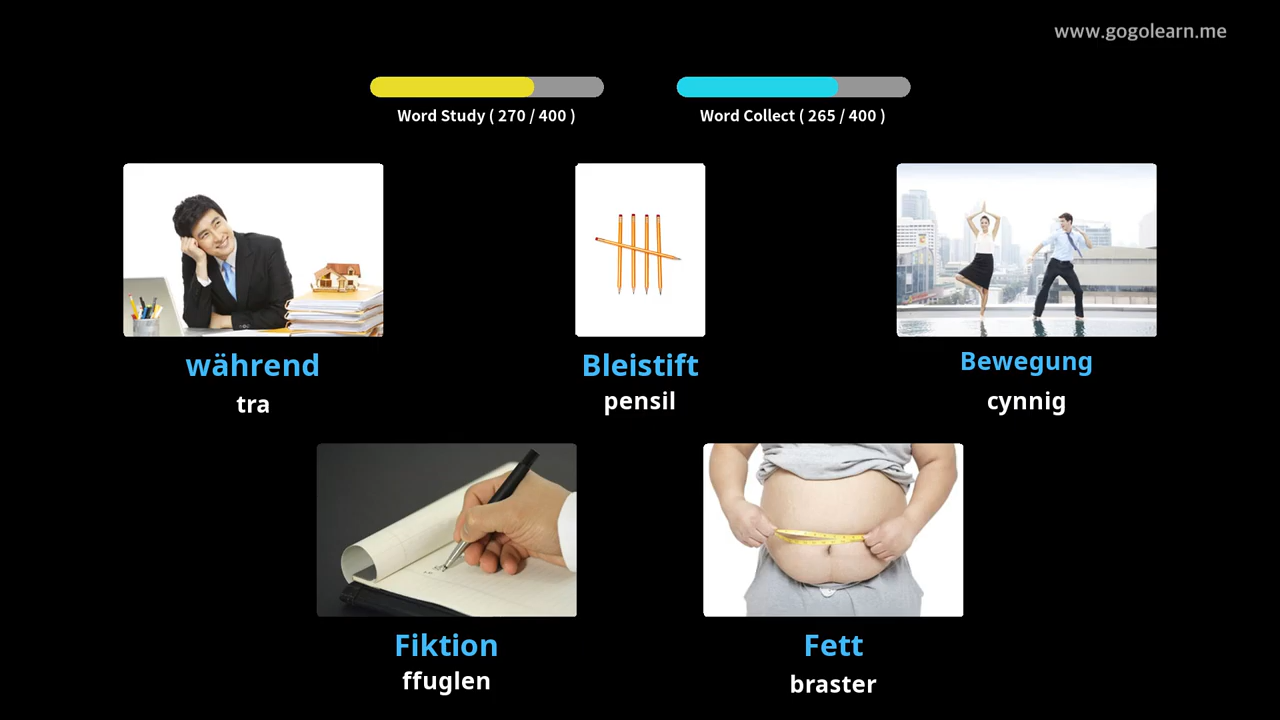 www.gogolearn.me
Word Study ( 270 / 400 )
Word Collect ( 265 / 400 )
während
tra
Bleistift
pensil
Bewegung
cynnig
Fiktion
ffuglen
Fett
braster